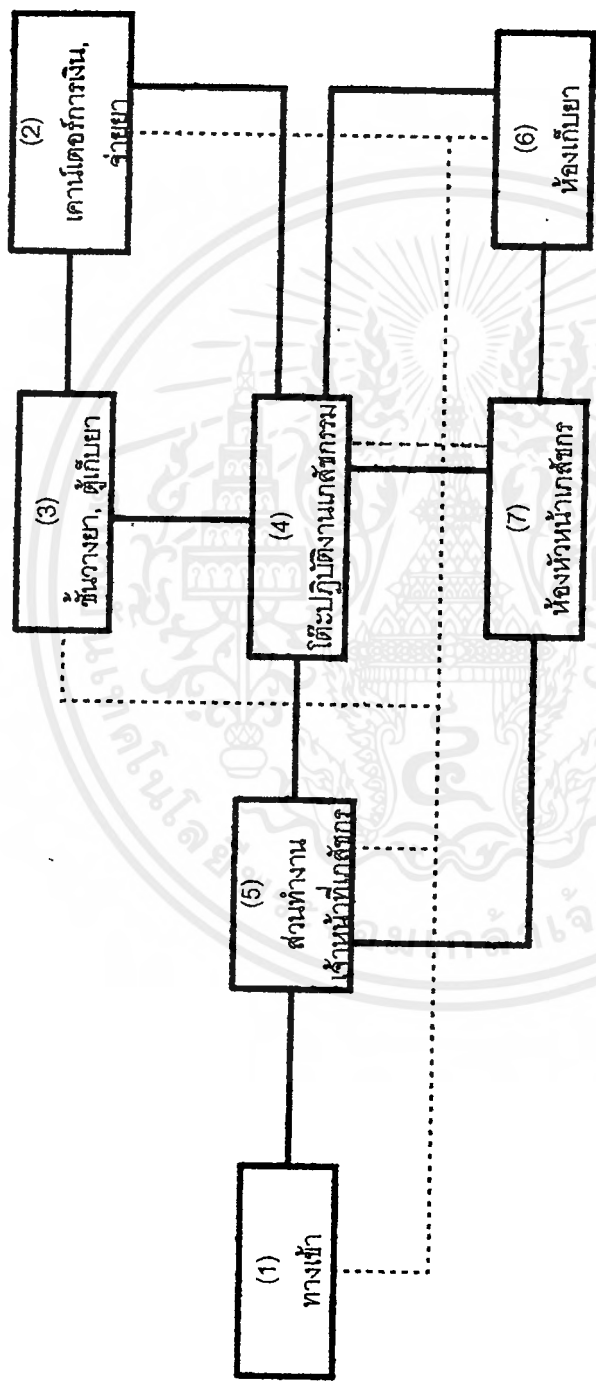 (1)
ทางเข้า
(5)
ส่วนทำงาน
เจ้าหน้าที่เภสัชกร
(3)
ชั้นวางยา, ตู้เก็บยา
(4)
โต๊ะปฏิบัติงานเภสัชกรรม
(7)
ห้องหัวหน้าเภสัชกร
(2)
เคาน์เตอร์การเงิน,
จ่ายยา
(6)
ห้องเก็บยา